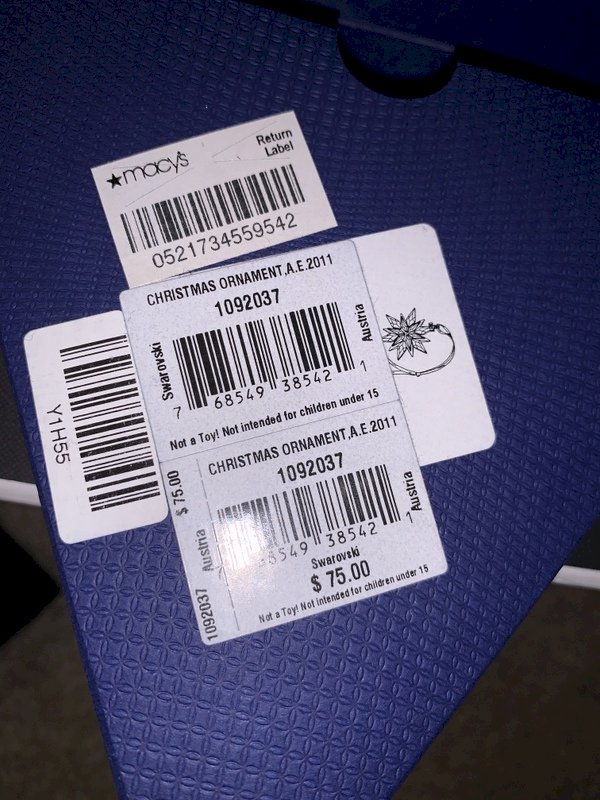 ★macy's
Return
Label
0521734559542
CHRISTMAS ORNAMENT,A.E.2011
1092037
Swarovski
Austria
7 68549 38542 1
Not a Toy! Not intended for children under 15
Y1H55
CHRISTMAS ORNAMENT,A.E.2011
1092037
$ 75.00
1092037 Austria
8549 38542 1
Austria
Swarovski
$ 75.00
Not a Toy! Not intended for children under 15